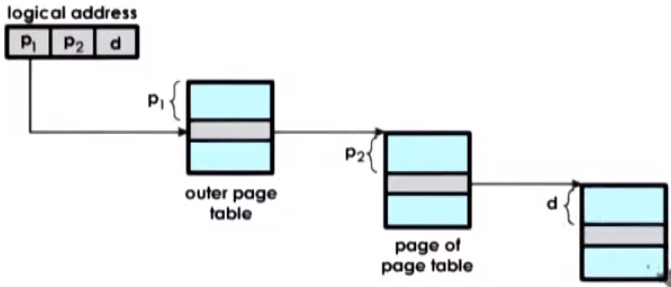 logical address
p1 p2 d
p1
outer page
table
p2
page of
page table
d